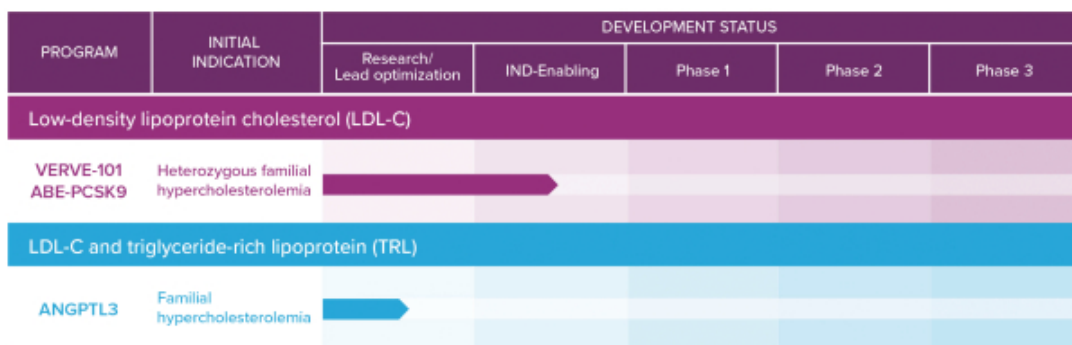 PROGRAM
INITIAL
INDICATION
DEVELOPMENT STATUS
Research/
Lead optimization
IND-Enabling
Phase 1
Phase 2
Phase 3
Low-density lipoprotein cholesterol (LDL-C)
VERVE-101
ABE-PCSK9
Heterozygous familial
hypercholesterolemia
LDL-C and triglyceride-rich lipoprotein (TRL)
ANGPTL3
Familial
hypercholesterolemia